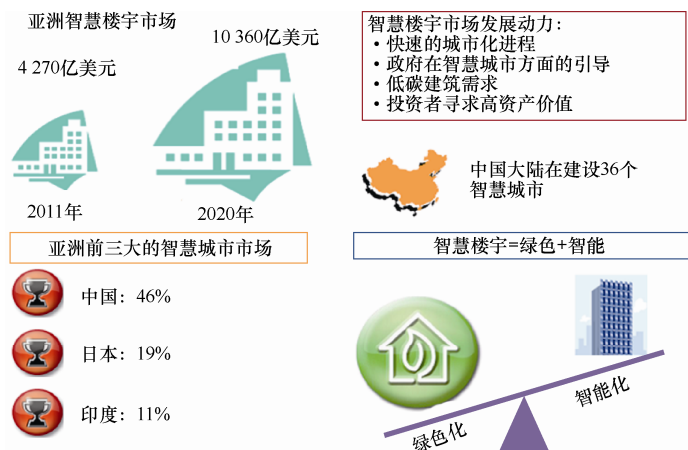 亚洲智慧楼宇市场
10 360亿美元
4 270亿美元
2011年
2020年
智慧楼宇市场发展动力：
• 快速的城市化进程
• 政府在智慧城市方面的引导
• 低碳建筑需求
• 投资者寻求高资产价值
中国大陆在建设36个
智慧城市
亚洲前三大的智慧城市市场
中国：46%
日本：19%
印度：11%
智慧楼宇=绿色+智能
绿色化
智能化